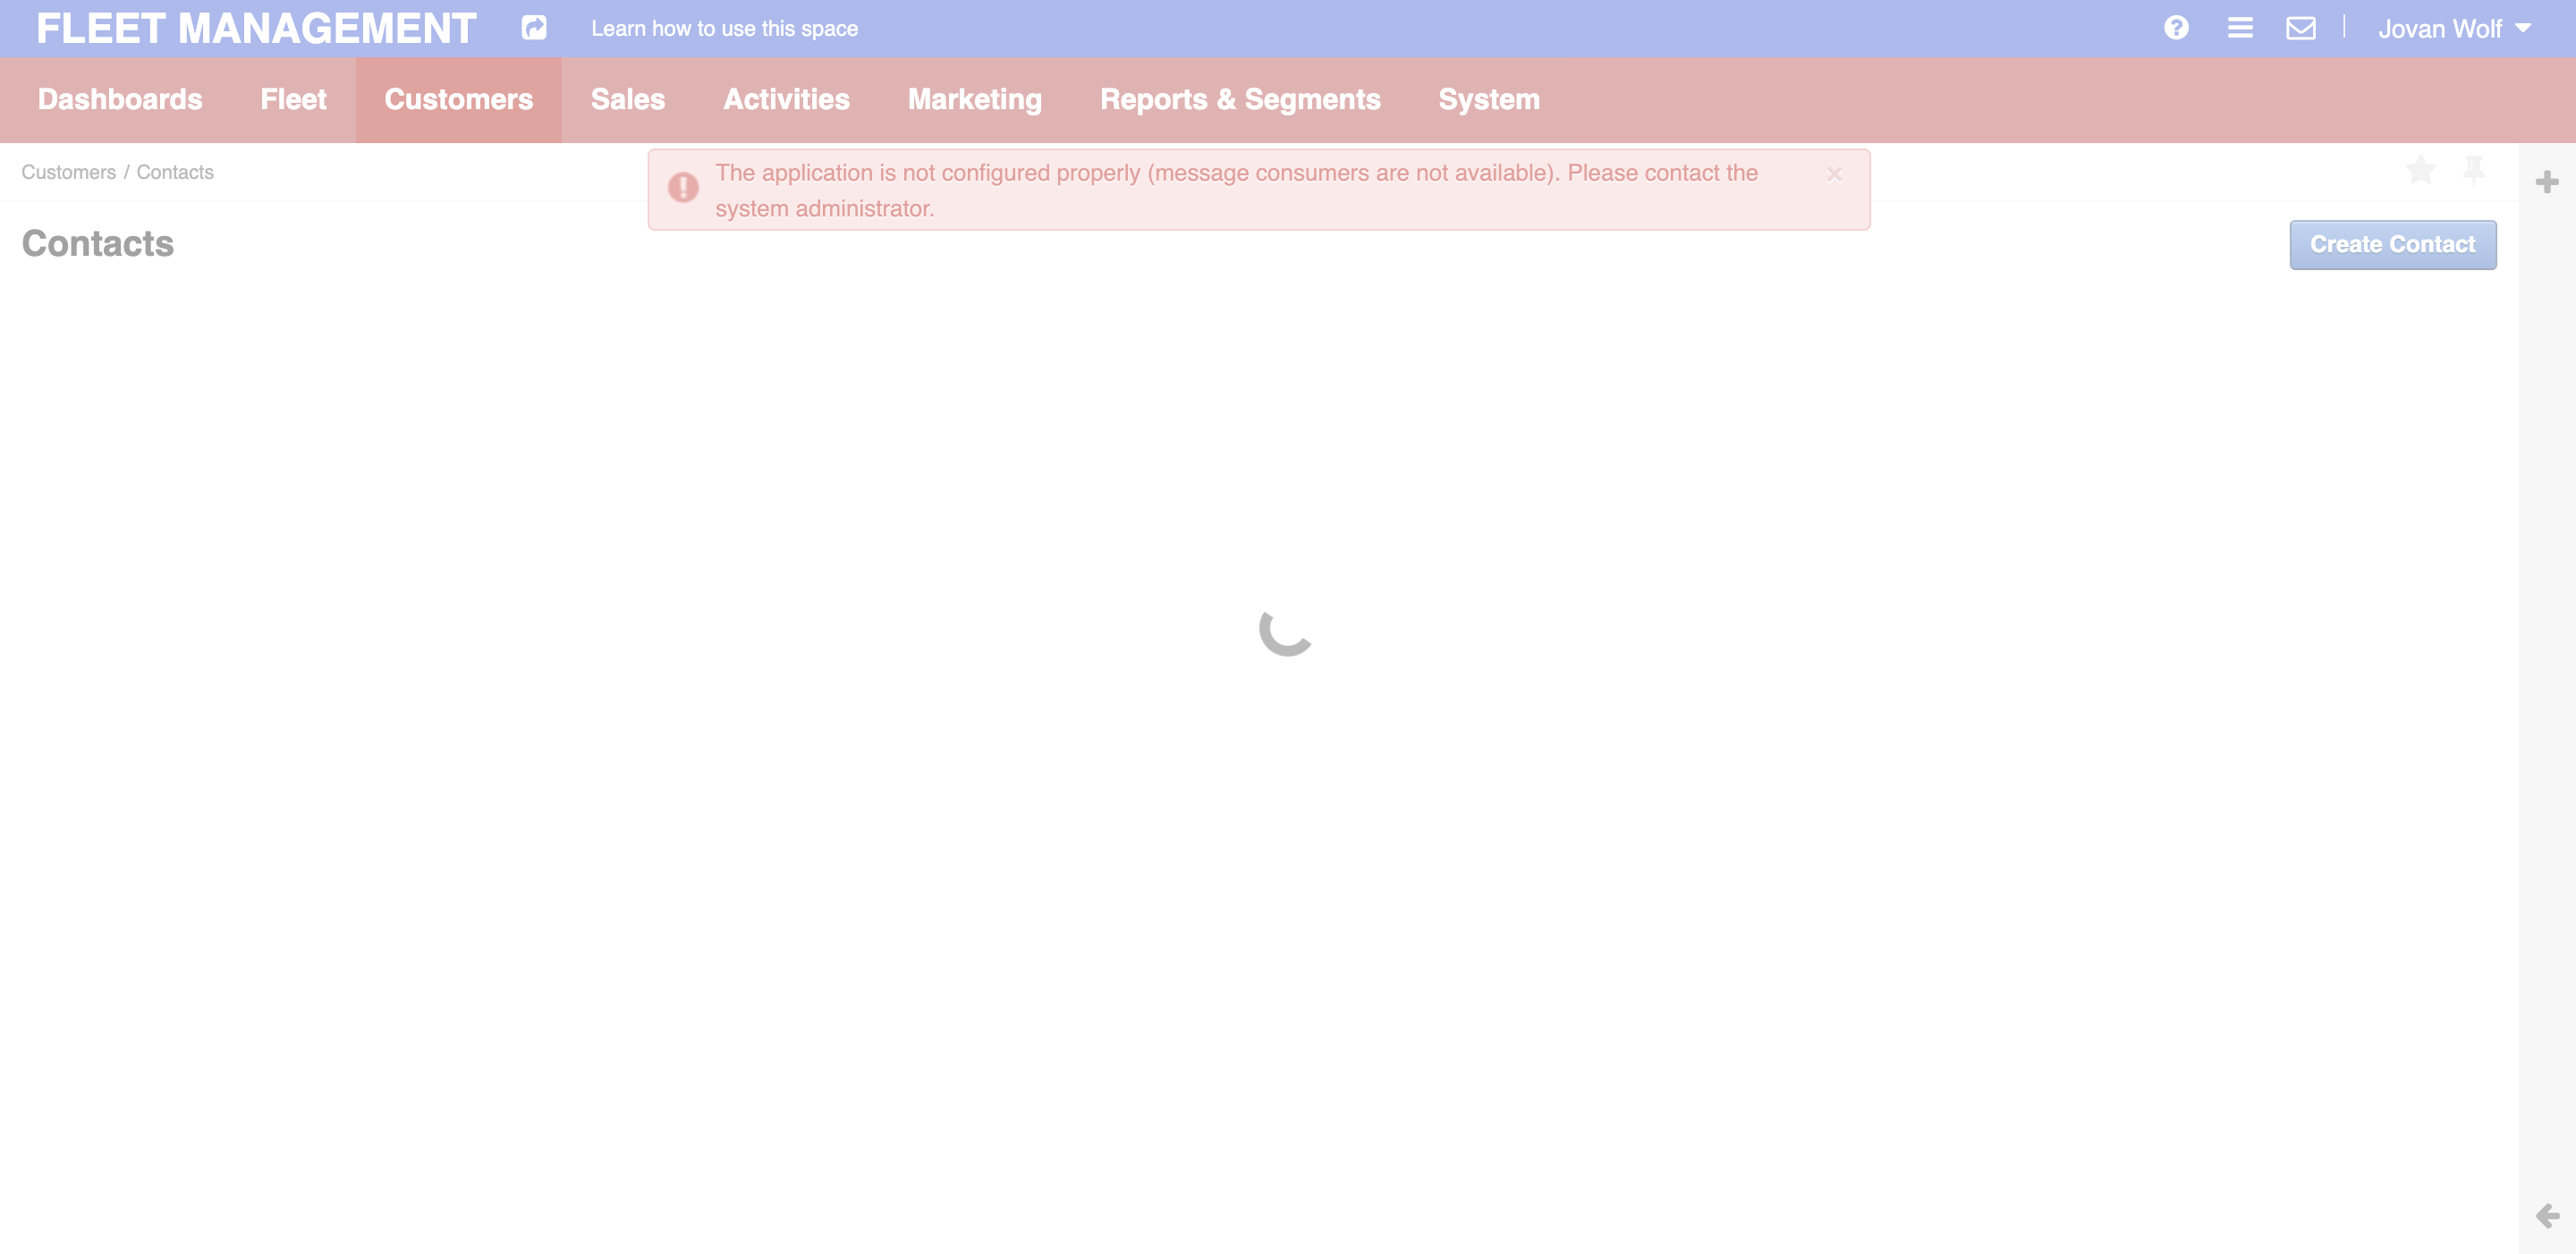 FLEET MANAGEMENT
Learn how to use this space
Jovan Wolf
Dashboards
Fleet
Customers
Sales
Activities
Marketing
Reports & Segments
System
Customers / Contacts
The application is not configured properly (message consumers are not available). Please contact the
system administrator.
×
Contacts
Create Contact